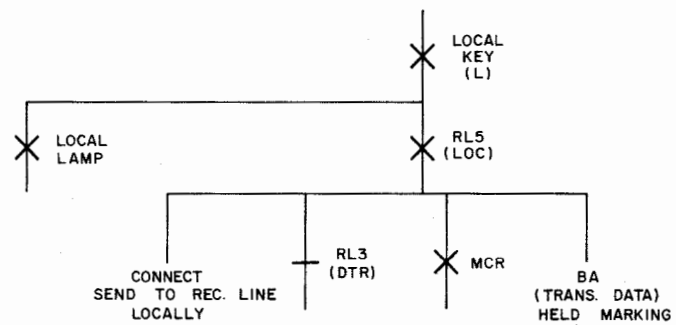 LOCAL
KEY
(L)
LOCAL
LAMP
RL5
(LOC)
CONNECT
SEND TO REC. LINE
LOCALLY
RL3
(DTR)
MCR
BA
(TRANS. DATA)
HELD MARKING